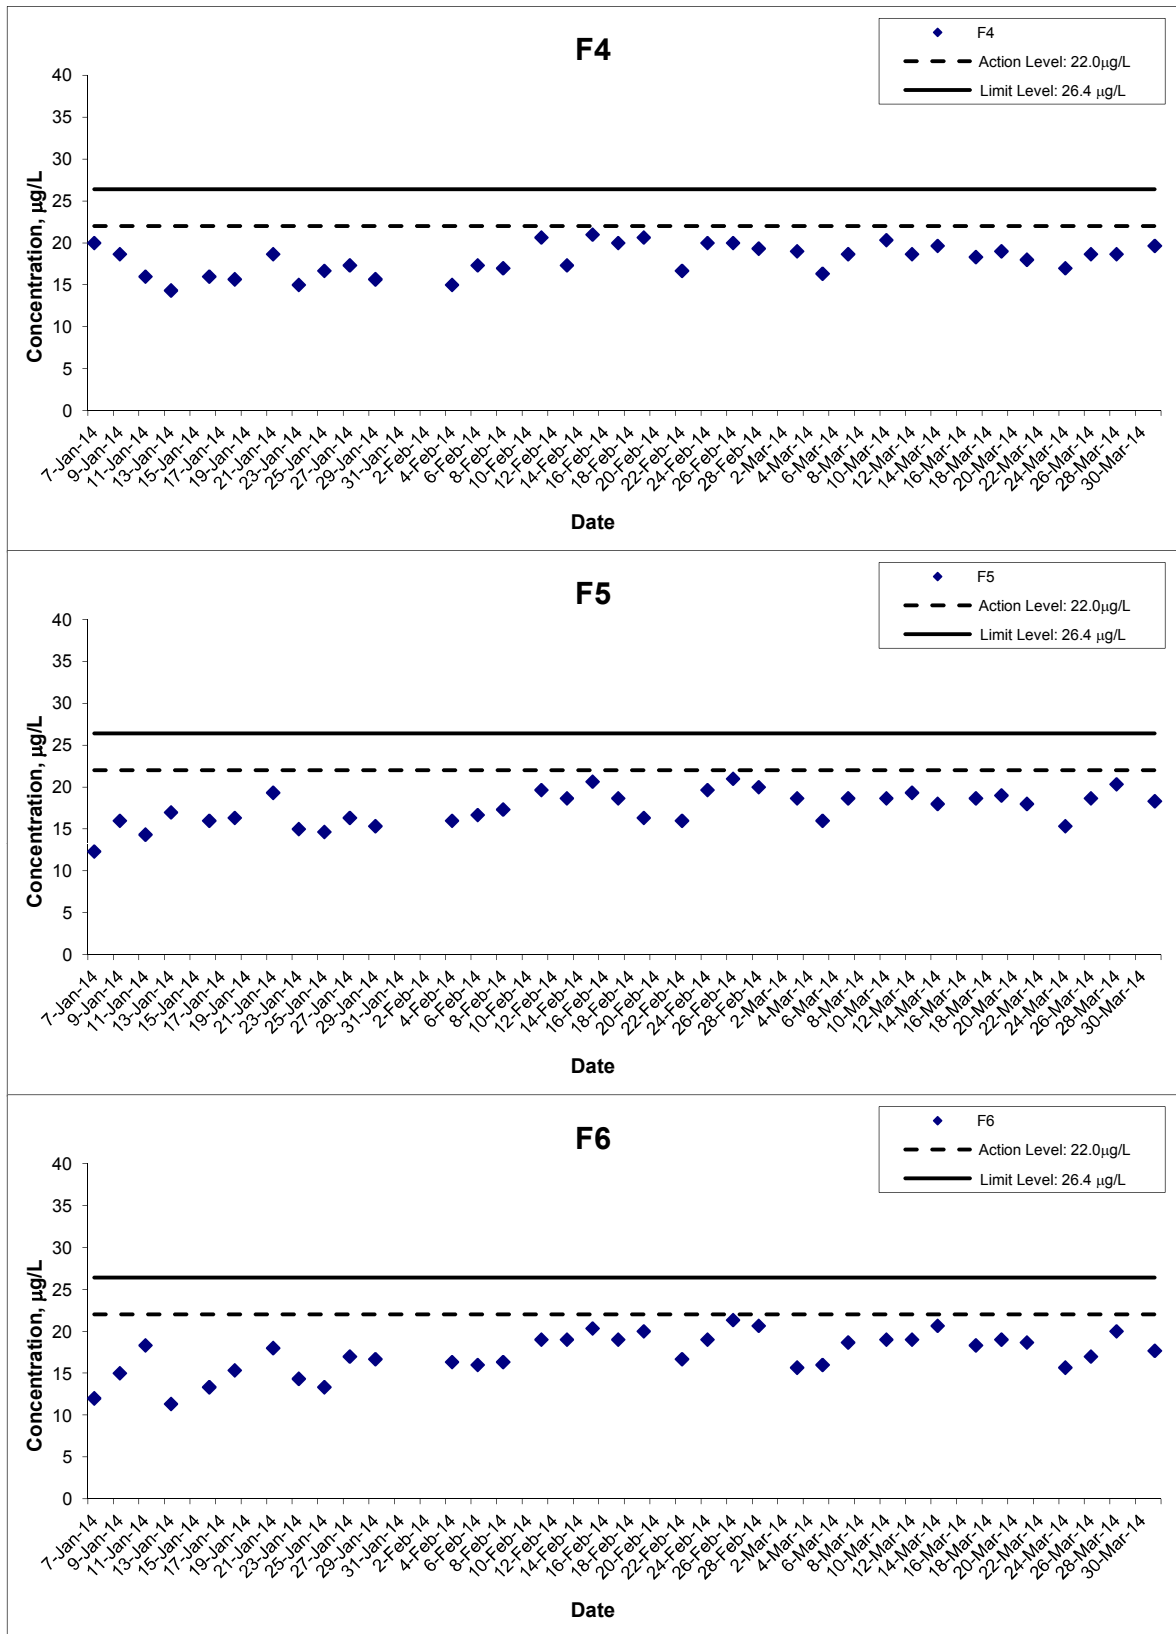 F4
F4
Action Level: 22.0μg/L
Limit Level: 26.4 μg/L
Concentration, μg/L
40
35
30
25
20
15
10
5
0
7-Jan-14
9-Jan-14
11-Jan-14
13-Jan-14
15-Jan-14
17-Jan-14
19-Jan-14
21-Jan-14
23-Jan-14
25-Jan-14
27-Jan-14
29-Jan-14
31-Jan-14
2-Feb-14
4-Feb-14
6-Feb-14
8-Feb-14
10-Feb-14
12-Feb-14
14-Feb-14
16-Feb-14
18-Feb-14
20-Feb-14
22-Feb-14
24-Feb-14
26-Feb-14
28-Feb-14
2-Mar-14
4-Mar-14
6-Mar-14
8-Mar-14
10-Mar-14
12-Mar-14
14-Mar-14
16-Mar-14
18-Mar-14
20-Mar-14
22-Mar-14
24-Mar-14
26-Mar-14
28-Mar-14
30-Mar-14
Date
F5
F5
Action Level: 22.0μg/L
Limit Level: 26.4 μg/L
Concentration, μg/L
40
35
30
25
20
15
10
5
0
7-Jan-14
9-Jan-14
11-Jan-14
13-Jan-14
15-Jan-14
17-Jan-14
19-Jan-14
21-Jan-14
23-Jan-14
25-Jan-14
27-Jan-14
29-Jan-14
31-Jan-14
2-Feb-14
4-Feb-14
6-Feb-14
8-Feb-14
10-Feb-14
12-Feb-14
14-Feb-14
16-Feb-14
18-Feb-14
20-Feb-14
22-Feb-14
24-Feb-14
26-Feb-14
28-Feb-14
2-Mar-14
4-Mar-14
6-Mar-14
8-Mar-14
10-Mar-14
12-Mar-14
14-Mar-14
16-Mar-14
18-Mar-14
20-Mar-14
22-Mar-14
24-Mar-14
26-Mar-14
28-Mar-14
30-Mar-14
Date
F6
F6
Action Level: 22.0μg/L
Limit Level: 26.4 μg/L
Concentration, μg/L
40
35
30
25
20
15
10
5
0
7-Jan-14
9-Jan-14
11-Jan-14
13-Jan-14
15-Jan-14
17-Jan-14
19-Jan-14
21-Jan-14
23-Jan-14
25-Jan-14
27-Jan-14
29-Jan-14
31-Jan-14
2-Feb-14
4-Feb-14
6-Feb-14
8-Feb-14
10-Feb-14
12-Feb-14
14-Feb-14
16-Feb-14
18-Feb-14
20-Feb-14
22-Feb-14
24-Feb-14
26-Feb-14
28-Feb-14
2-Mar-14
4-Mar-14
6-Mar-14
8-Mar-14
10-Mar-14
12-Mar-14
14-Mar-14
16-Mar-14
18-Mar-14
20-Mar-14
22-Mar-14
24-Mar-14
26-Mar-14
28-Mar-14
30-Mar-14
Date